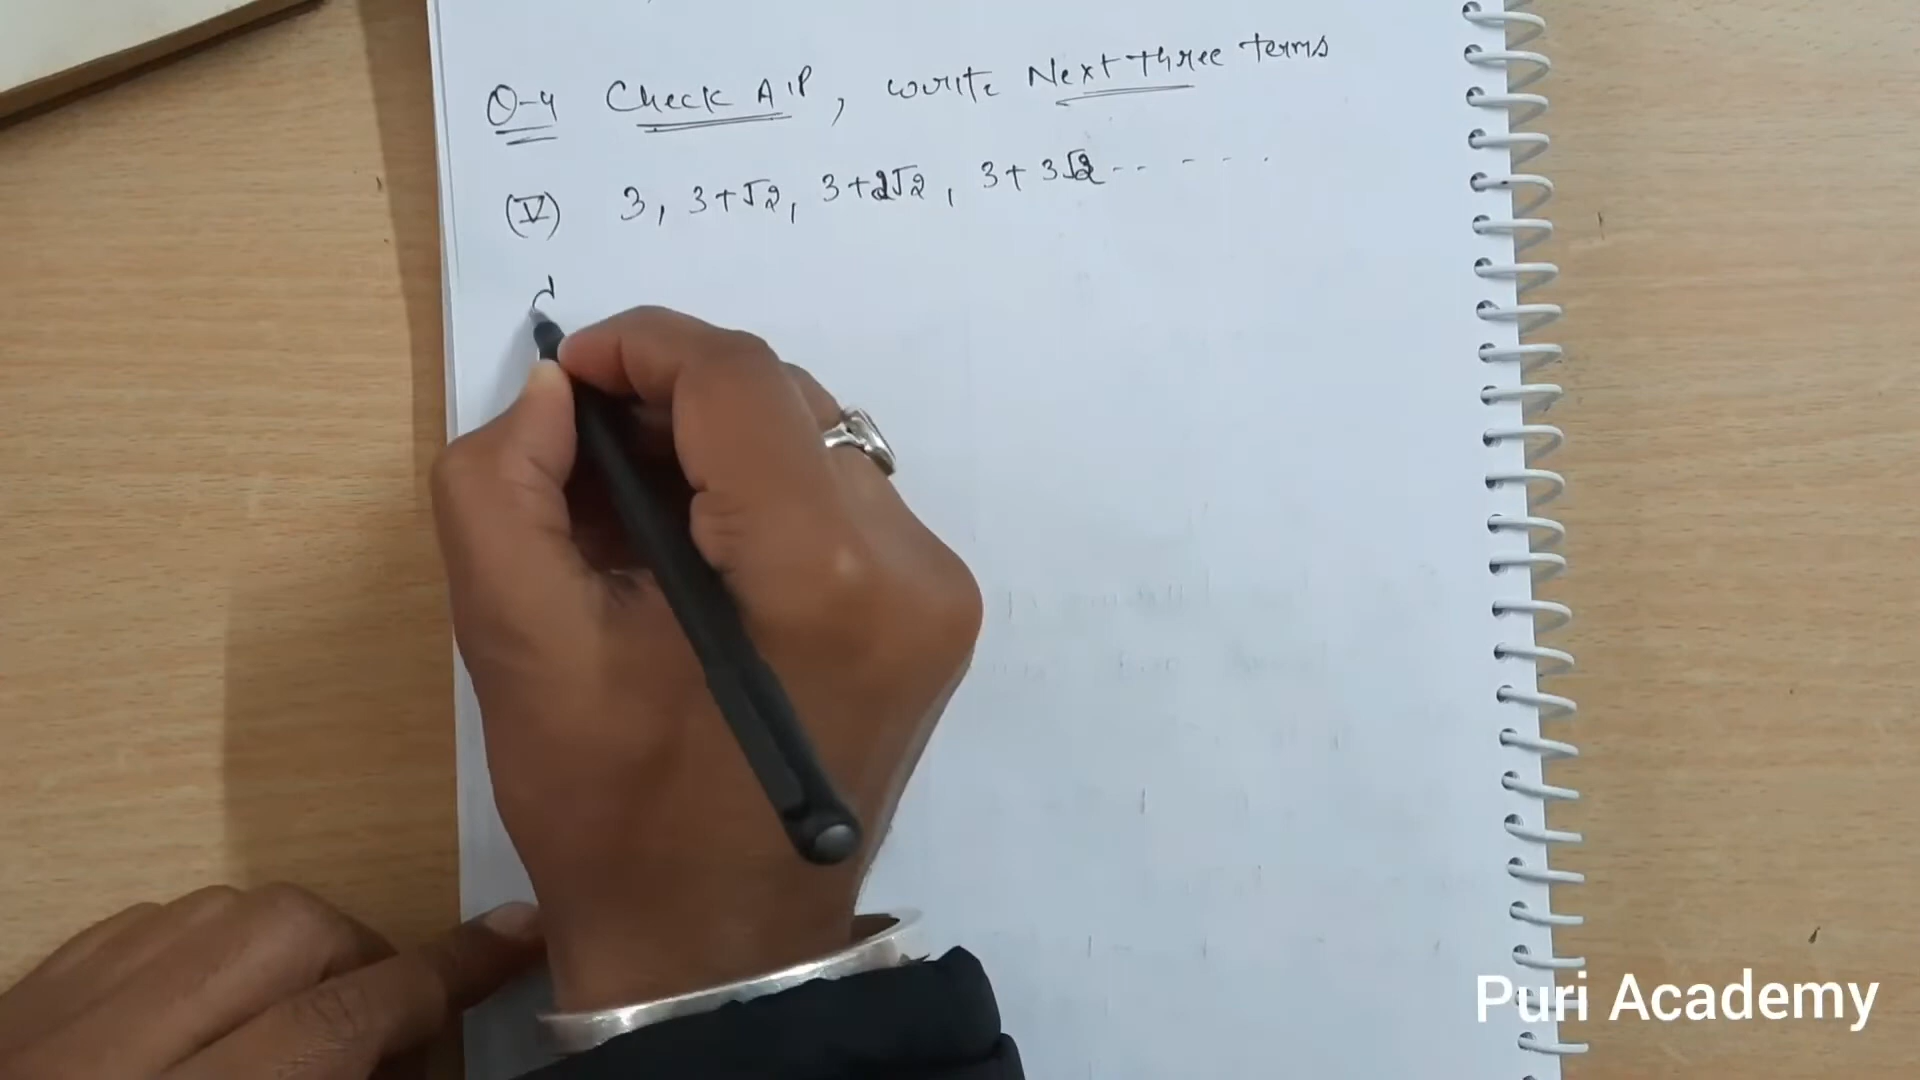 Q-4 Check A.P, write Next three terms
(V) 3, 3+√2, 3+2√2, 3+3√2-- - - - .
d
Puri Academy